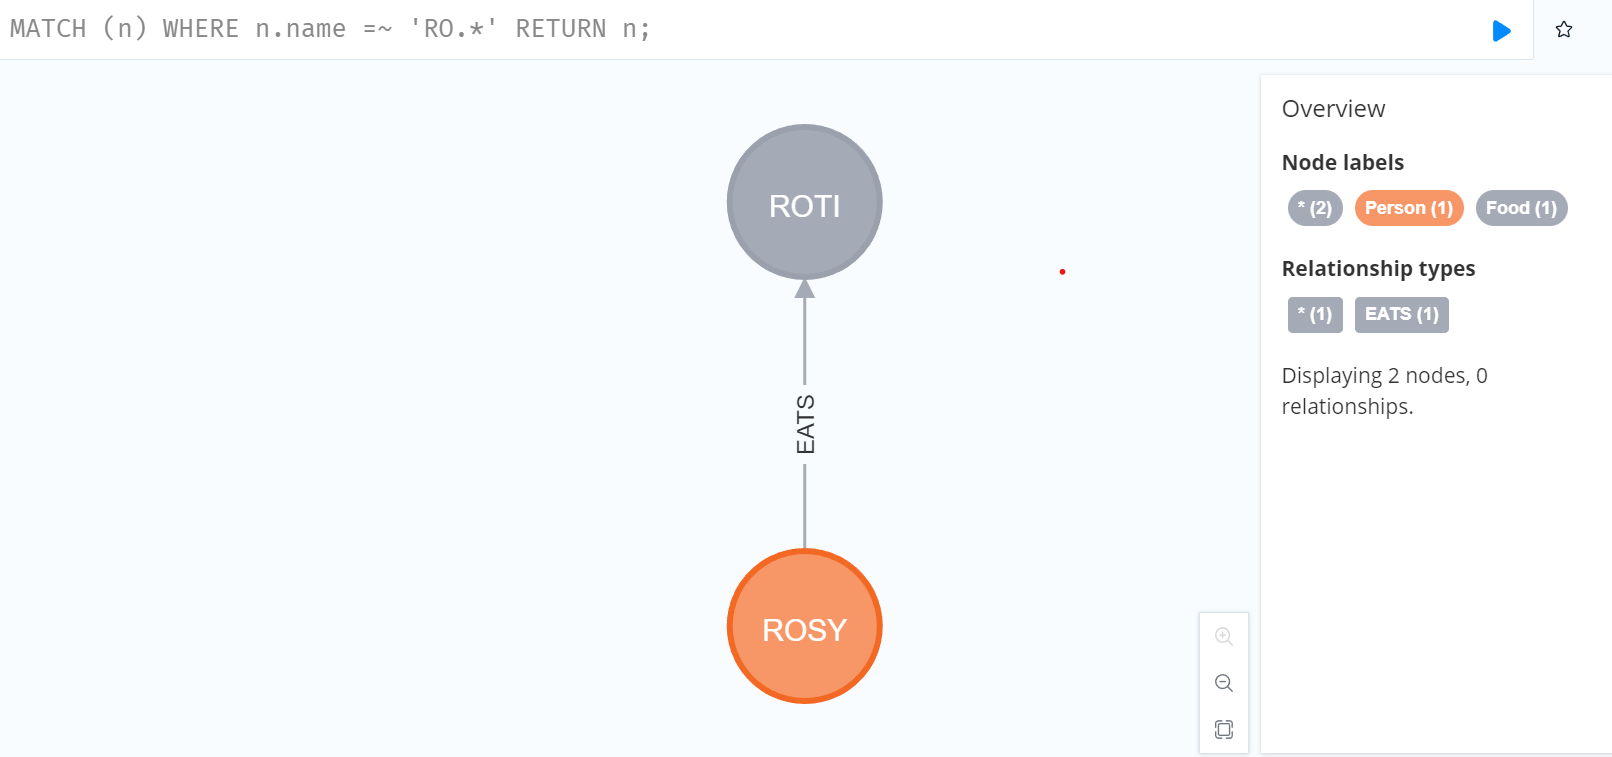 MATCH (n) WHERE n.name =~ 'RO.*' RETURN n;
ROTI
EATS
ROSY
Overview
Node labels
* (2) Person (1) Food (1)
Relationship types
* (1) EATS (1)
Displaying 2 nodes, 0
relationships.